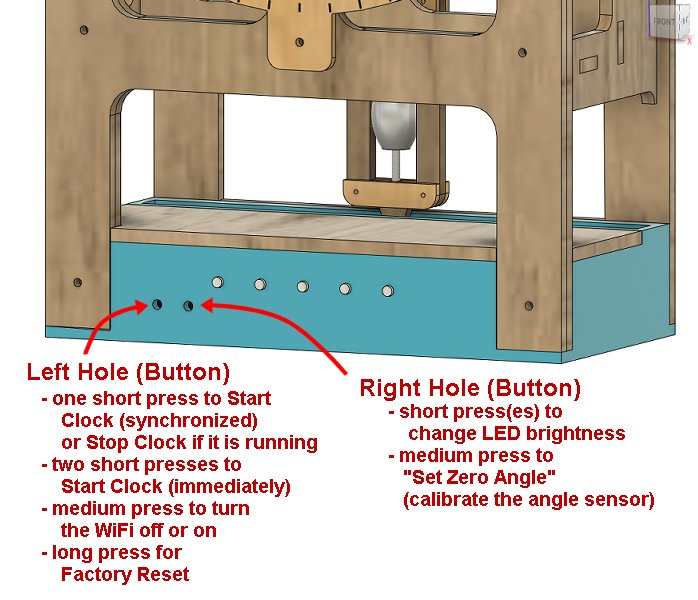 FRONT
X
Left Hole (Button)
- one short press to Start
Clock (synchronized)
or Stop Clock if it is running
- two short presses to
Start Clock (immediately)
- medium press to turn
the WiFi off or on
- long press for
Factory Reset
Right Hole (Button)
- short press(es) to
change LED brightness
- medium press to
"Set Zero Angle"
(calibrate the angle sensor)